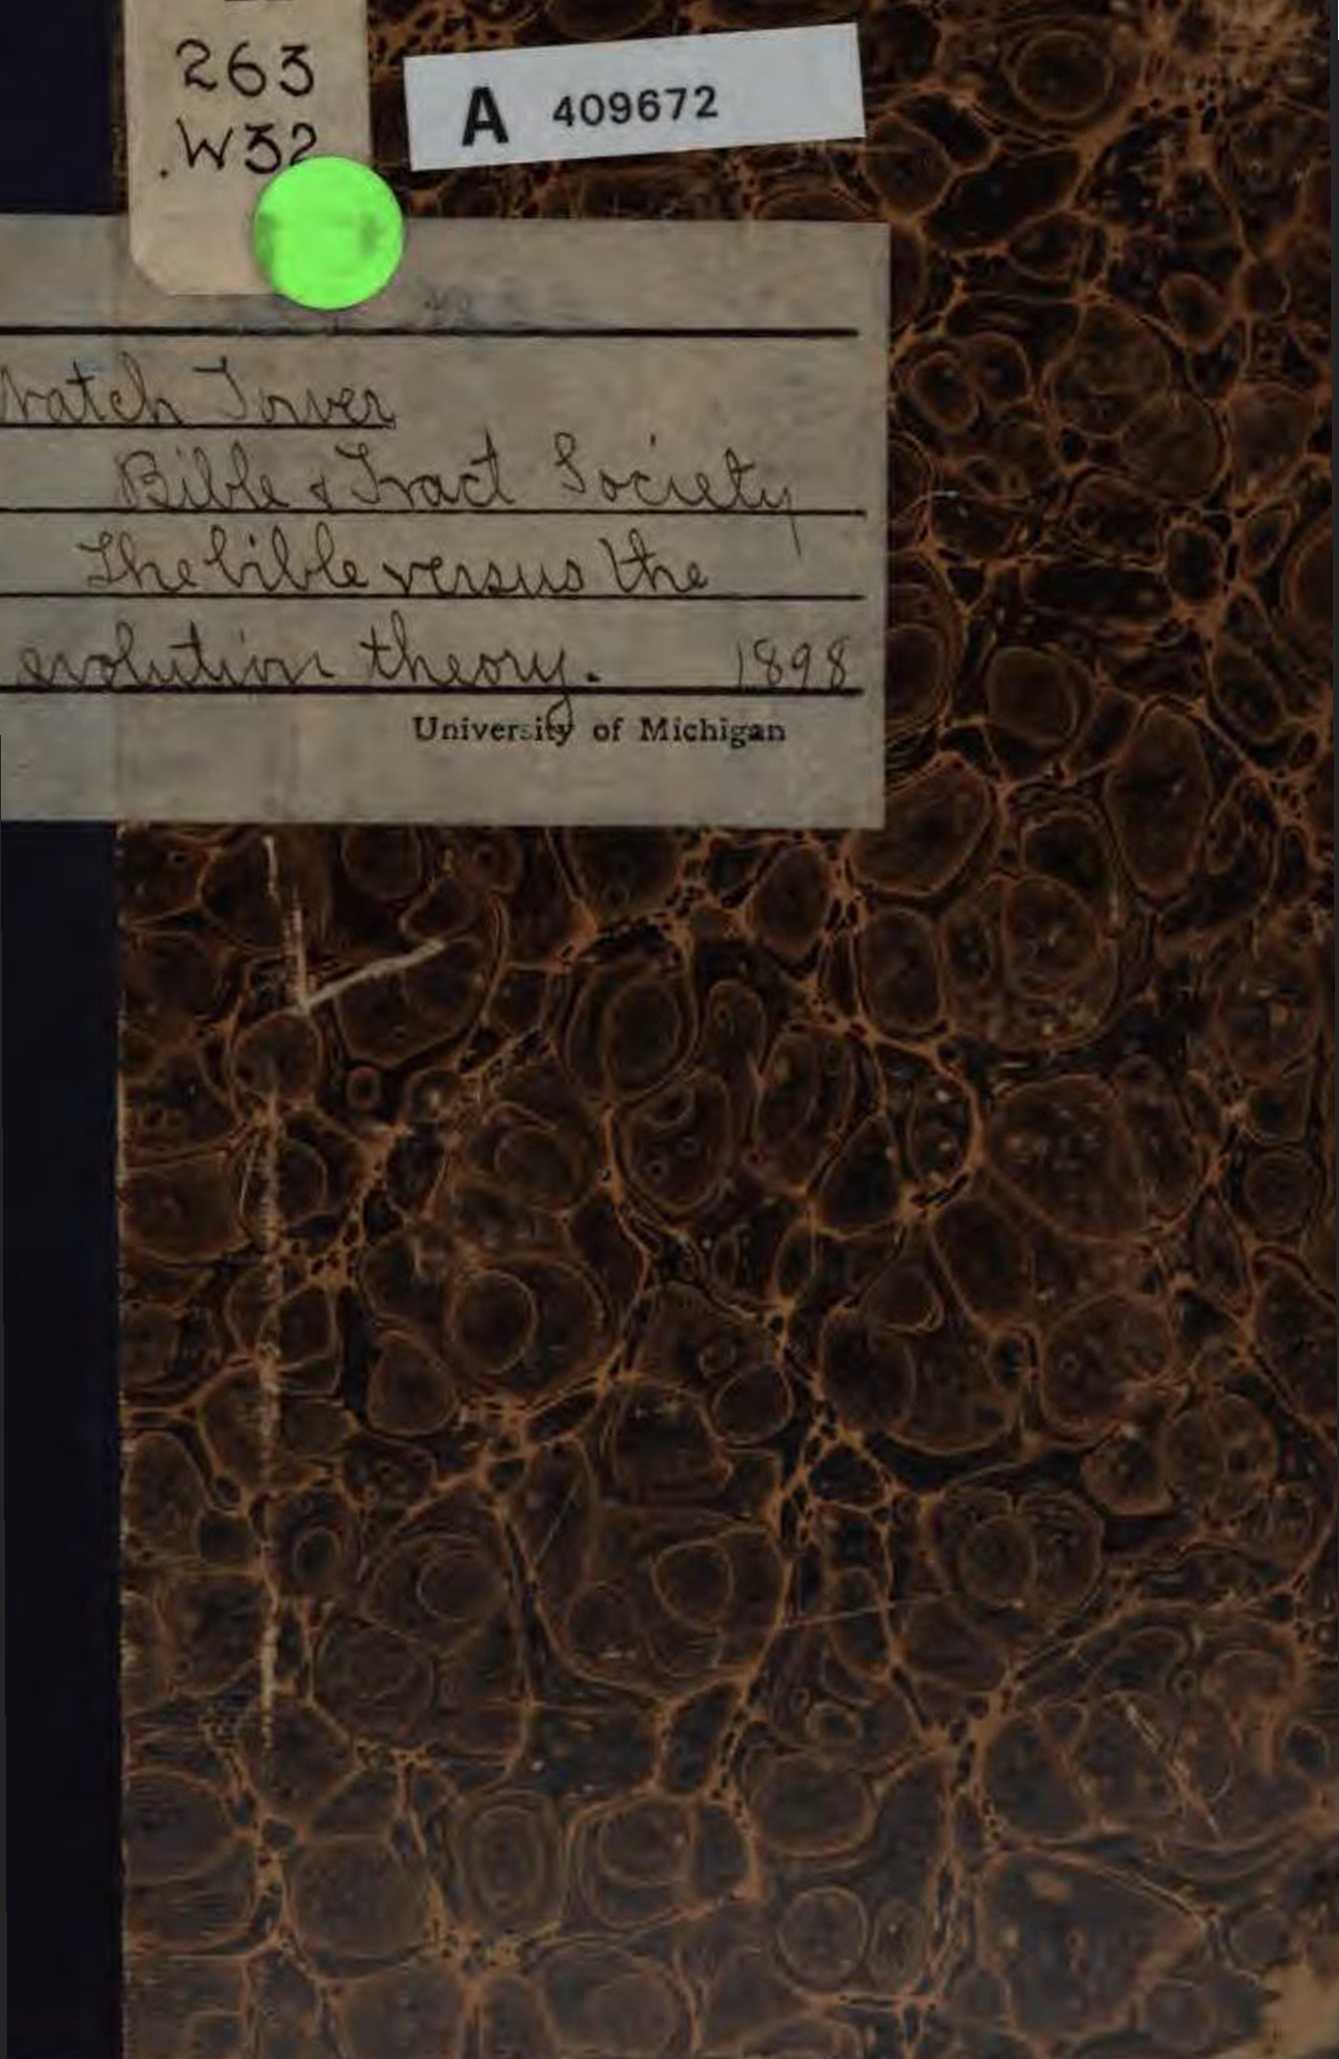 263
.W32
A 409672
Watch Tower
Bible & Tract Society
The bible versus the
evolution theory. 1898
University of Michigan